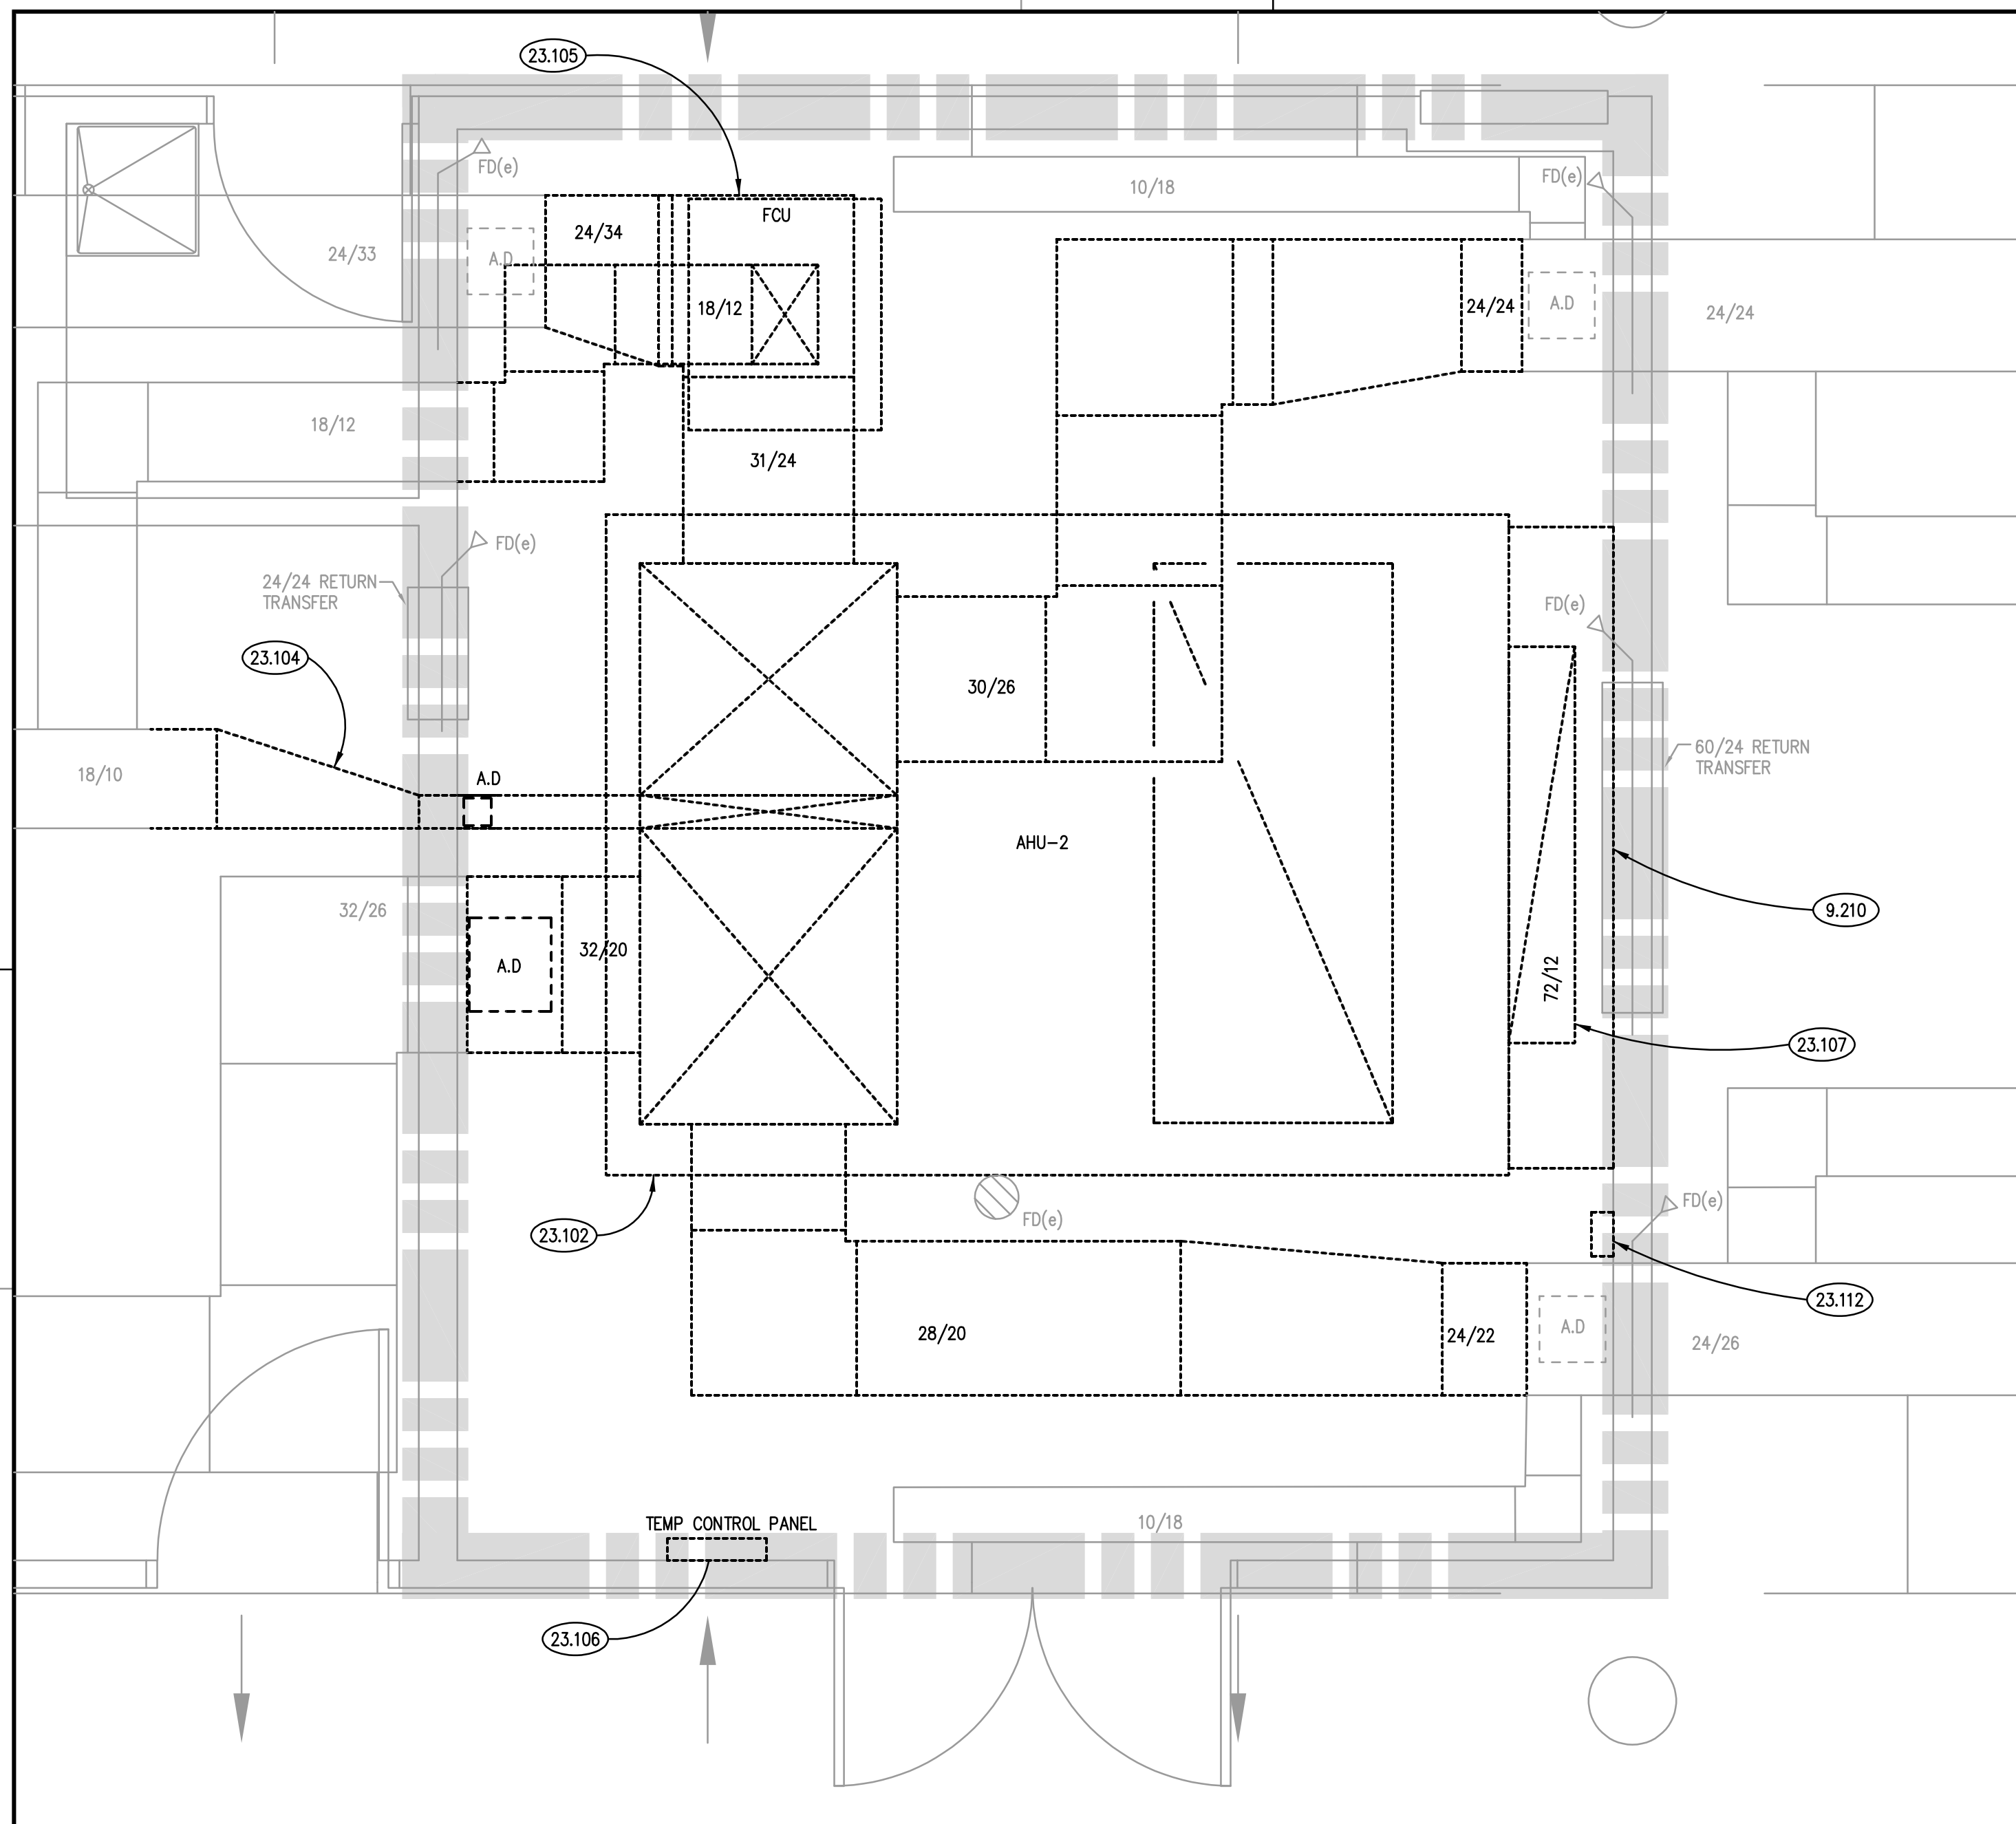 23.105
FD(e)
FD(e)
10/18
FCU
24/34
24/33
A.D
18/12
24/24
A.D
24/24
18/12
31/24
FD(e)
24/24 RETURN
TRANSFER
FD(e)
23.104
30/26
60/24 RETURN
TRANSFER
18/10
A.D
AHU-2
32/26
9.210
32/20
A.D
72/12
23.107
FD(e)
FD(e)
23.102
23.112
28/20
24/22
A.D
24/26
TEMP CONTROL PANEL
10/18
23.106